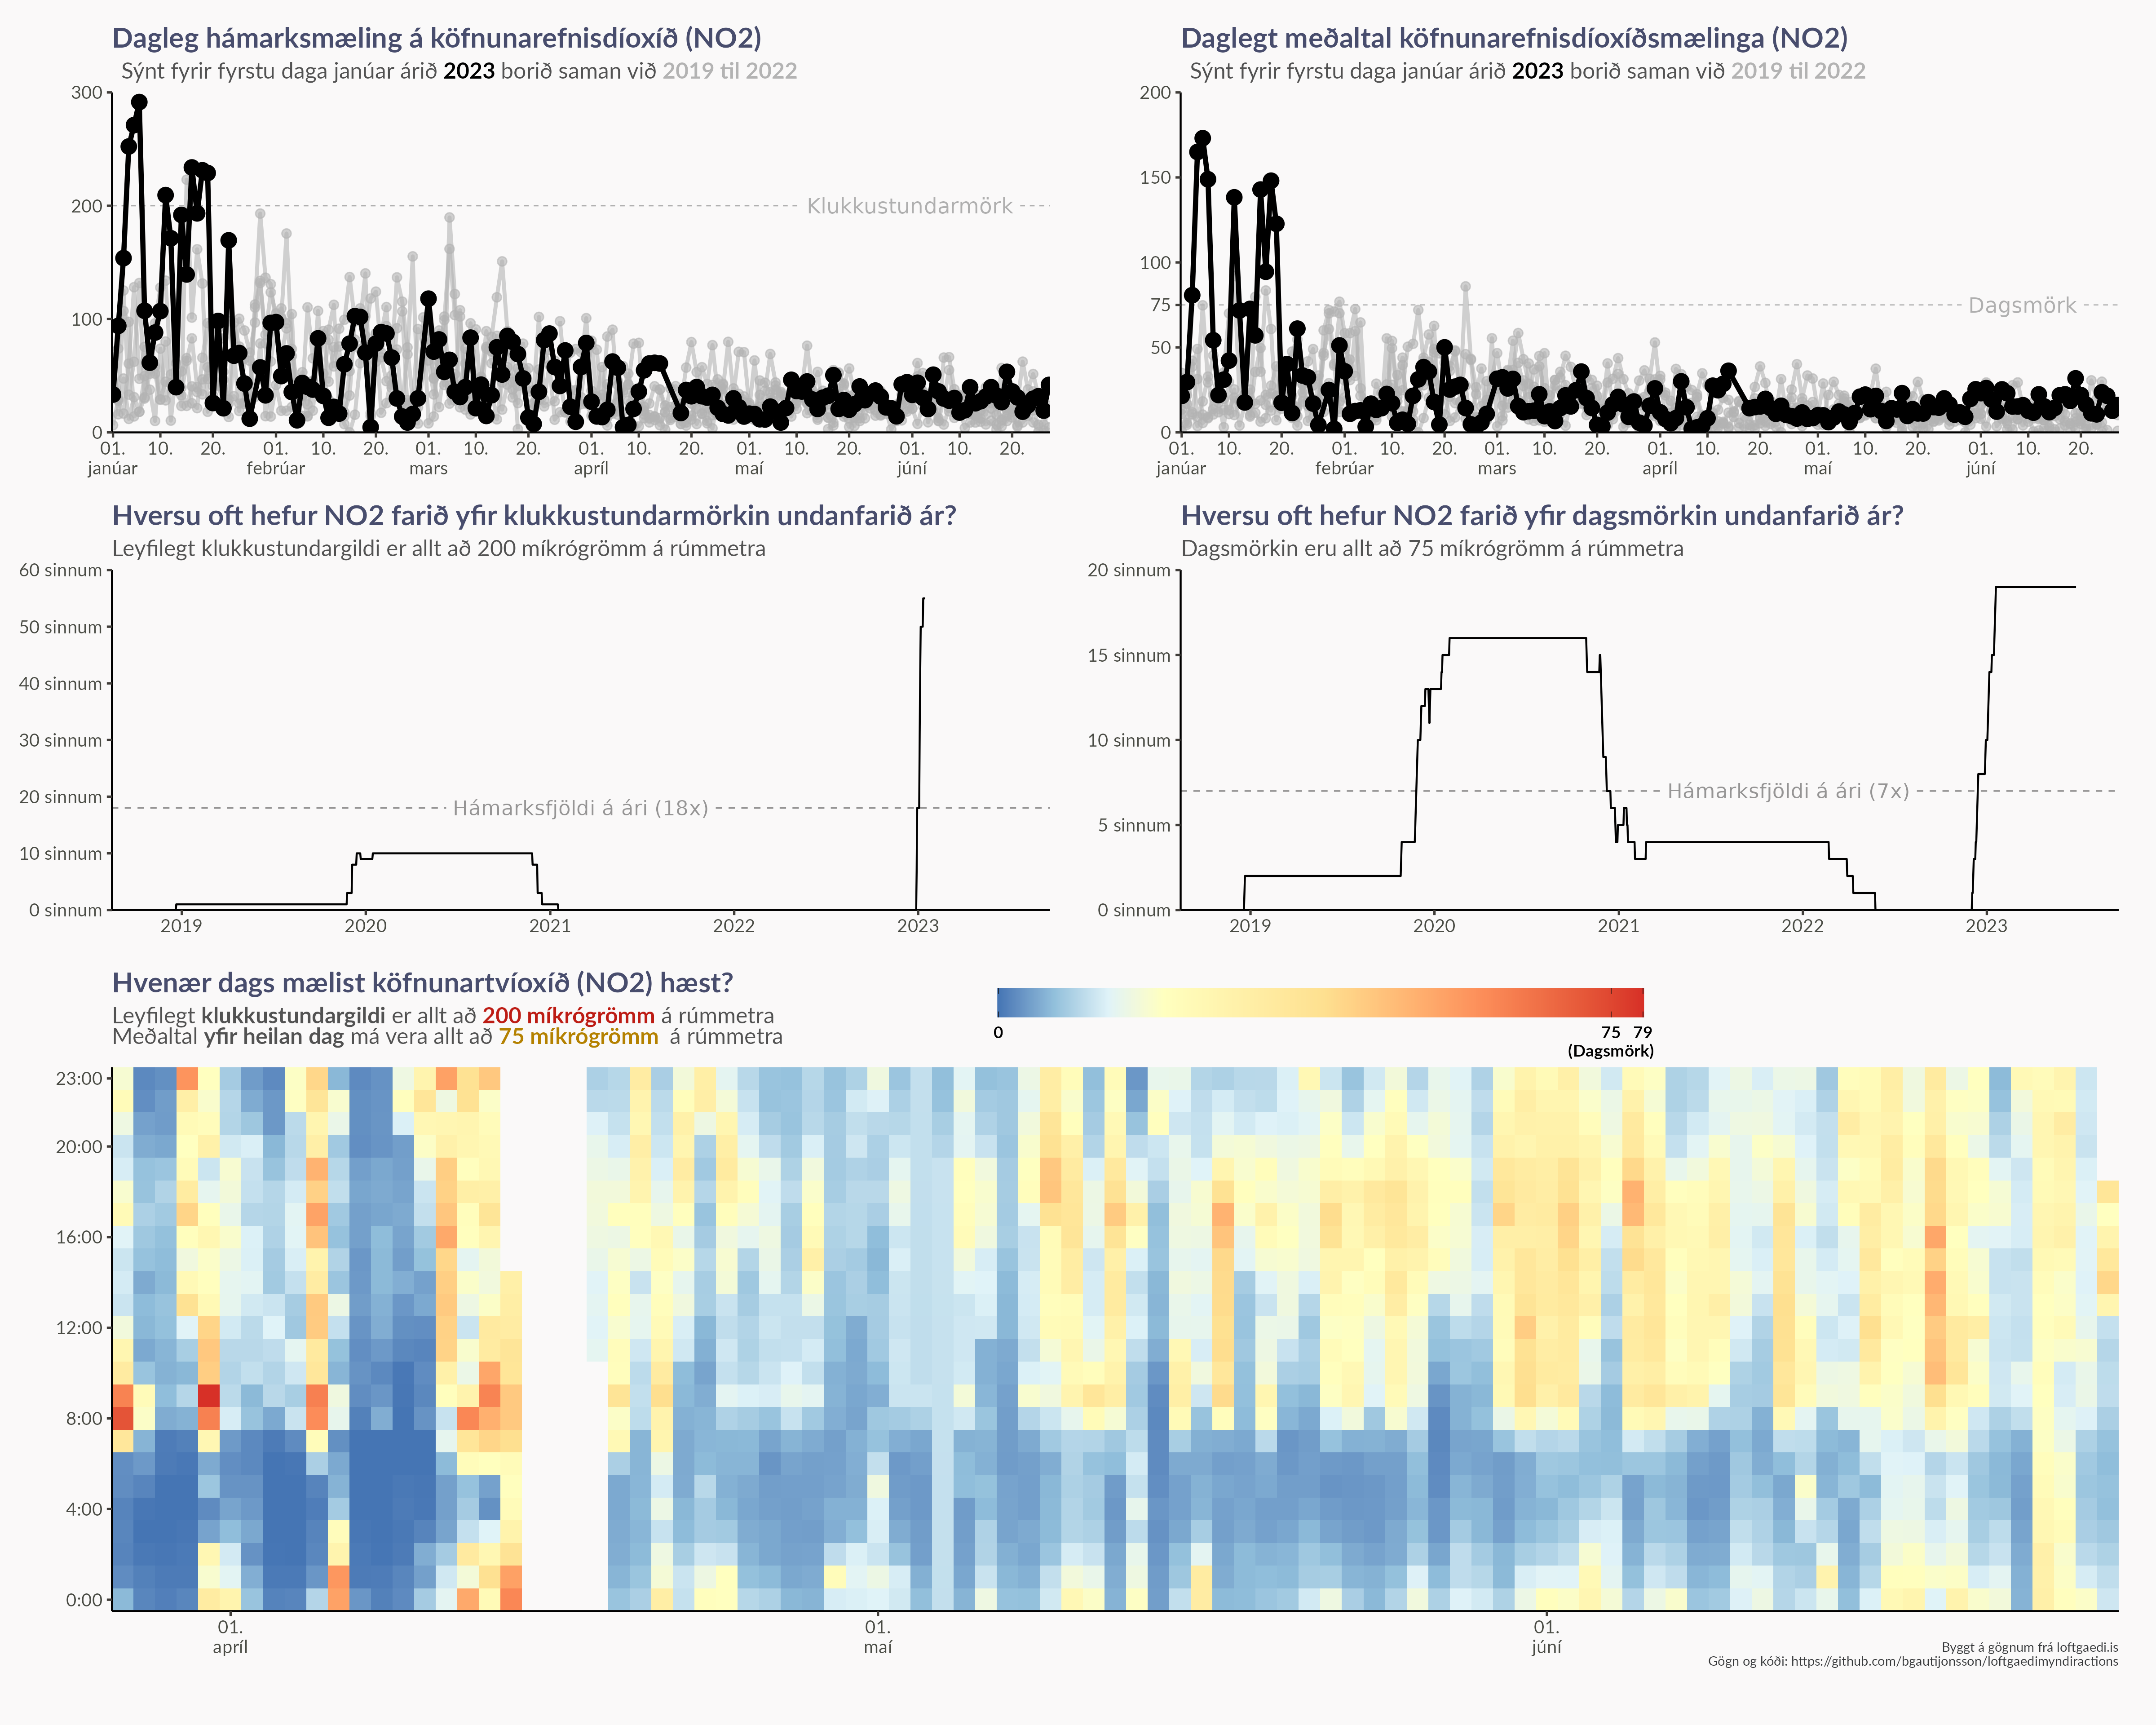 Dagleg hámarksmæling á köfnunarefnisdíoxíð (NO2)
Sýnt fyrir fyrstu daga janúar árið 2023 borið saman við 2019 til 2022
300
200
100
0
Klukkustundarmörk
01. 10. 20. 01. 10. 20. 01. 10. 20. 01. 10. 20. 01. 10. 20. 01. 10. 20.
janúar febrúar mars apríl maí júní
Daglegt meðaltal köfnunarefnisdíoxíðsmælinga (NO2)
Sýnt fyrir fyrstu daga janúar árið 2023 borið saman við 2019 til 2022
200
150
100
75
50
0
Dagsmörk
01. 10. 20. 01. 10. 20. 01. 10. 20. 01. 10. 20. 01. 10. 20. 01. 10. 20.
janúar febrúar mars apríl maí júní
Hversu oft hefur NO2 farið yfir klukkustundarmörkin undanfarið ár?
Leyfilegt klukkustundargildi er allt að 200 míkrógrömm á rúmmetra
60 sinnum
50 sinnum
40 sinnum
30 sinnum
20 sinnum
10 sinnum
0 sinnum
Hámarksfjöldi á ári (18x)
2019 2020 2021 2022 2023
Hversu oft hefur NO2 farið yfir dagsmörkin undanfarið ár?
Dagsmörkin eru allt að 75 míkrógrömm á rúmmetra
20 sinnum
15 sinnum
10 sinnum
5 sinnum
0 sinnum
Hámarksfjöldi á ári (7x)
2019 2020 2021 2022 2023
Hvenær dags mælist köfnunartvíoxíð (NO2) hæst?
Leyfilegt klukkustundargildi er allt að 200 míkrógrömm á rúmmetra
Meðaltal yfir heilan dag má vera allt að 75 míkrógrömm á rúmmetra
0 75 79
(Dagsmörk)
23:00
20:00
16:00
12:00
8:00
4:00
0:00
01. 01. 01.
apríl maí júní
Byggt á gögnum frá loftgaedi.is
Gögn og kóði: https://github.com/bgautijonsson/loftgaedimyndiractions